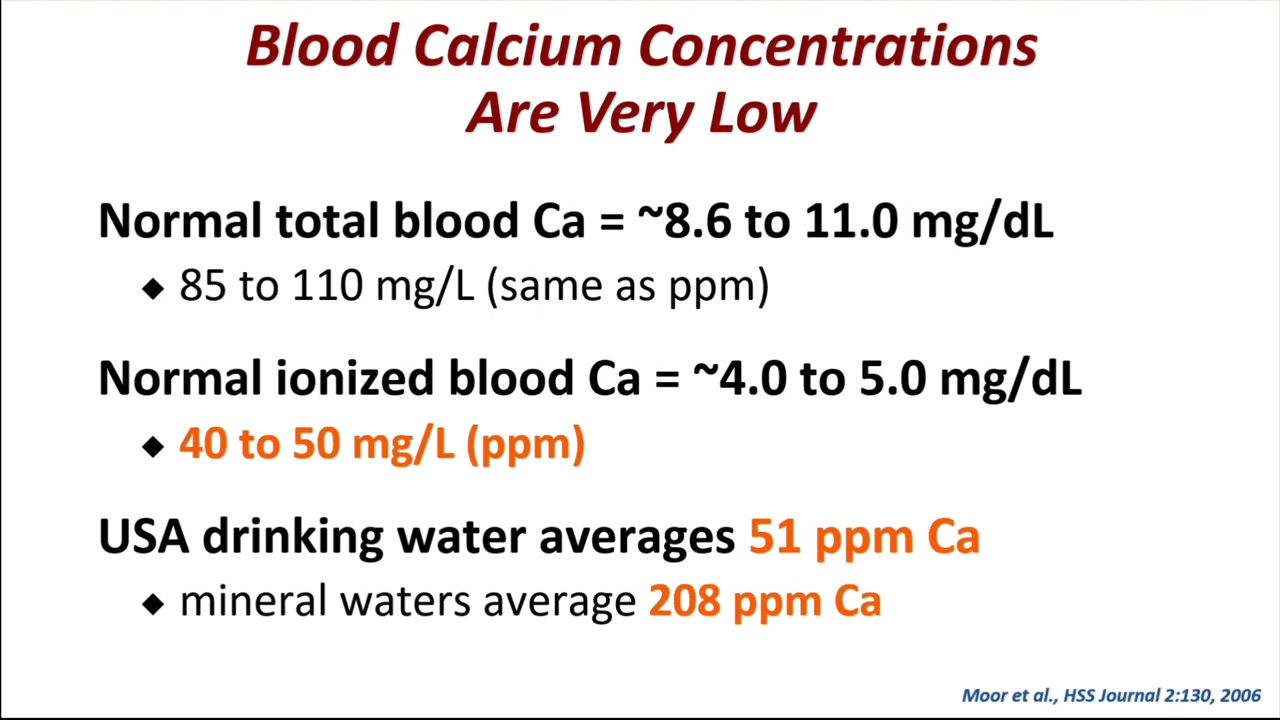 Blood Calcium Concentrations
Are Very Low
Normal total blood Ca = ~8.6 to 11.0 mg/dL
◆ 85 to 110 mg/L (same as ppm)
Normal ionized blood Ca = ~4.0 to 5.0 mg/dL
◆ 40 to 50 mg/L (ppm)
USA drinking water averages 51 ppm Ca
◆ mineral waters average 208 ppm Ca
Moor et al., HSS Journal 2:130, 2006